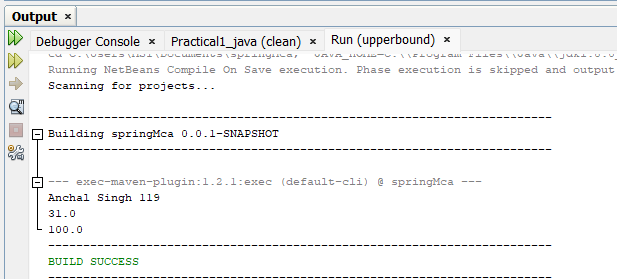 Output ×
Debugger Console × Practical1_java (clean) × Run (upperbound) ×
Running NetBeans Compile On Save execution. Phase execution is skipped and output
Scanning for projects...
------------------------------------------------------------------------
Building springMca 0.0.1-SNAPSHOT
------------------------------------------------------------------------
--- exec-maven-plugin:1.2.1:exec (default-cli) @ springMca ---
Anchal Singh 119
31.0
100.0
------------------------------------------------------------------------
BUILD SUCCESS
------------------------------------------------------------------------